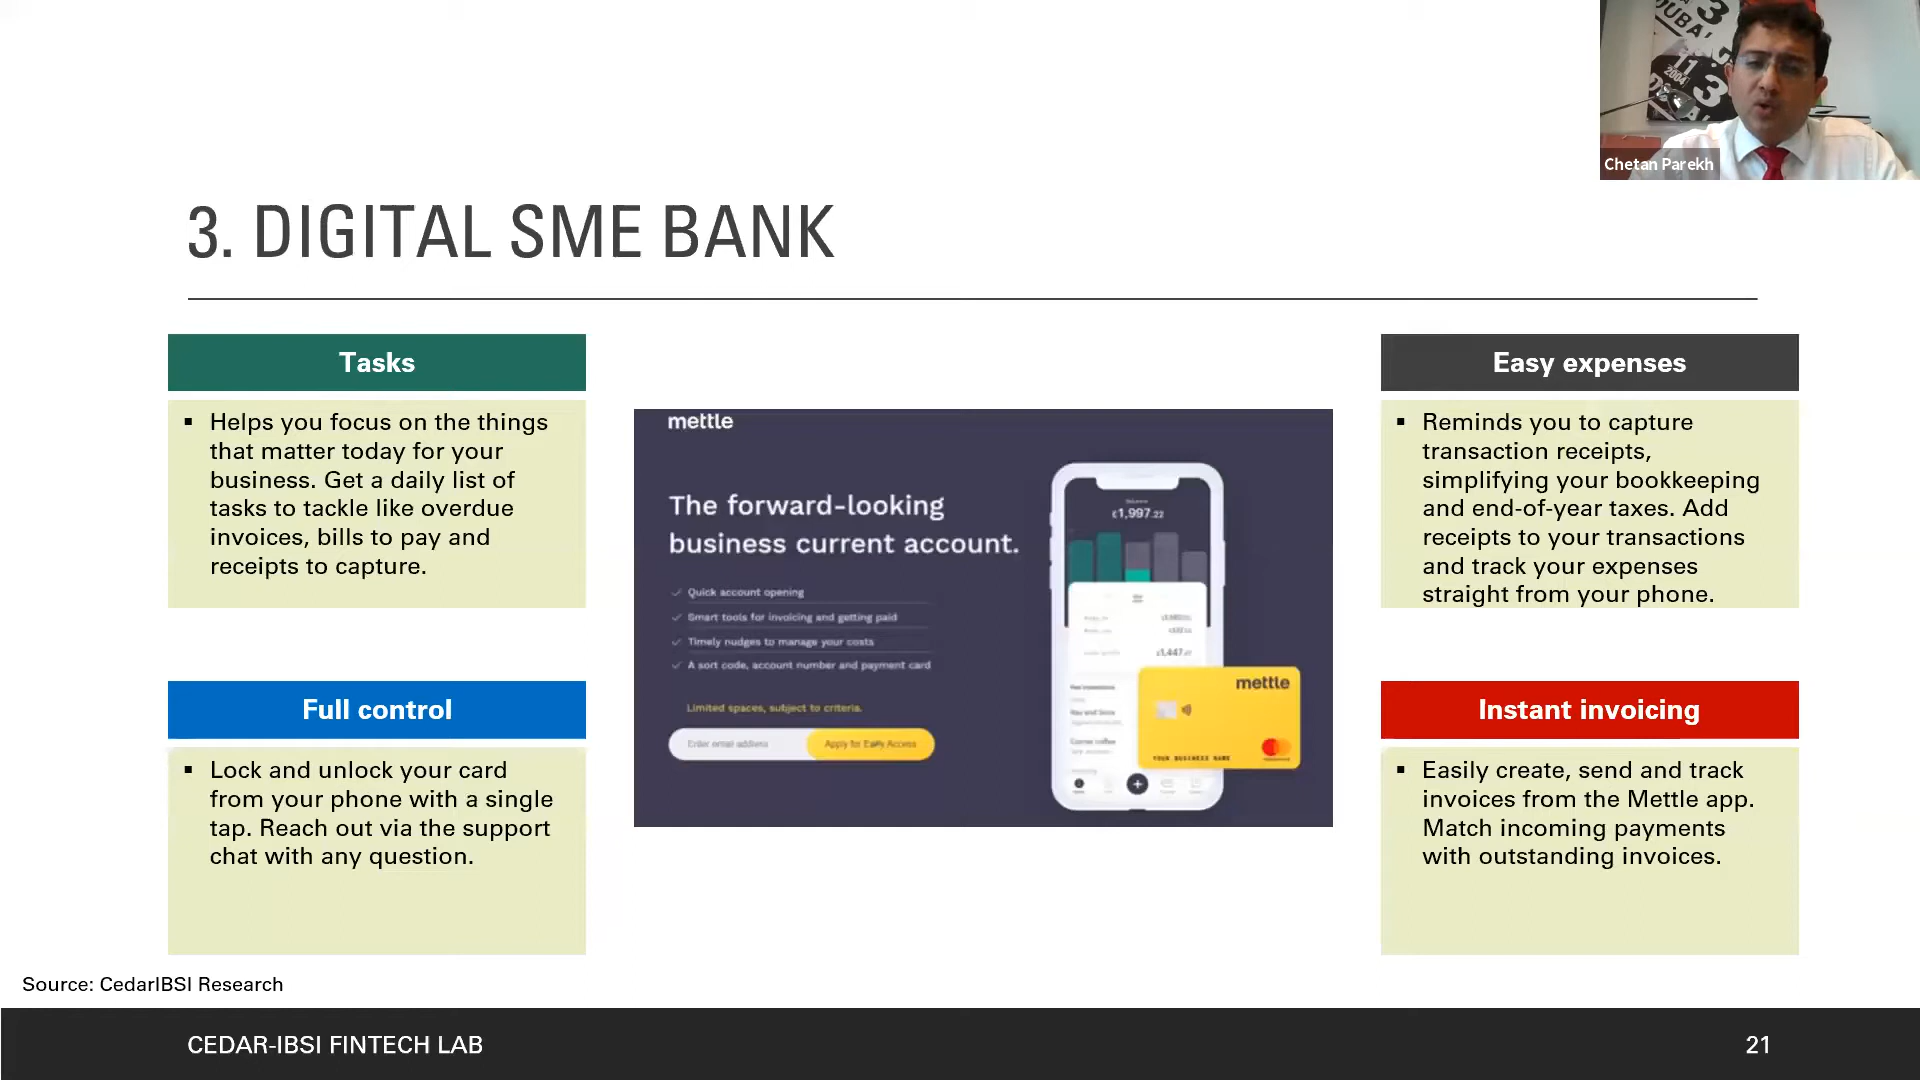 Chetan Parekh
3. DIGITAL SME BANK
Tasks
▪ Helps you focus on the things
that matter today for your
business. Get a daily list of
tasks to tackle like overdue
invoices, bills to pay and
receipts to capture.
Full control
▪ Lock and unlock your card
from your phone with a single
tap. Reach out via the support
chat with any question.
mettle
The forward-looking
business current account.
Quick account opening
Smart tools for invoicing and getting paid
Timely nudges to manage your costs
A sort code, account number and payment card
Limited spaces, subject to criteria.
Enter email address
Apply for Early Access
£1,997.22
£1,447
mettle
YOUR BUSINESS NAME
Easy expenses
▪ Reminds you to capture
transaction receipts,
simplifying your bookkeeping
and end-of-year taxes. Add
receipts to your transactions
and track your expenses
straight from your phone.
Instant invoicing
▪ Easily create, send and track
invoices from the Mettle app.
Match incoming payments
with outstanding invoices.
Source: CedarIBSI Research
CEDAR-IBSI FINTECH LAB
21